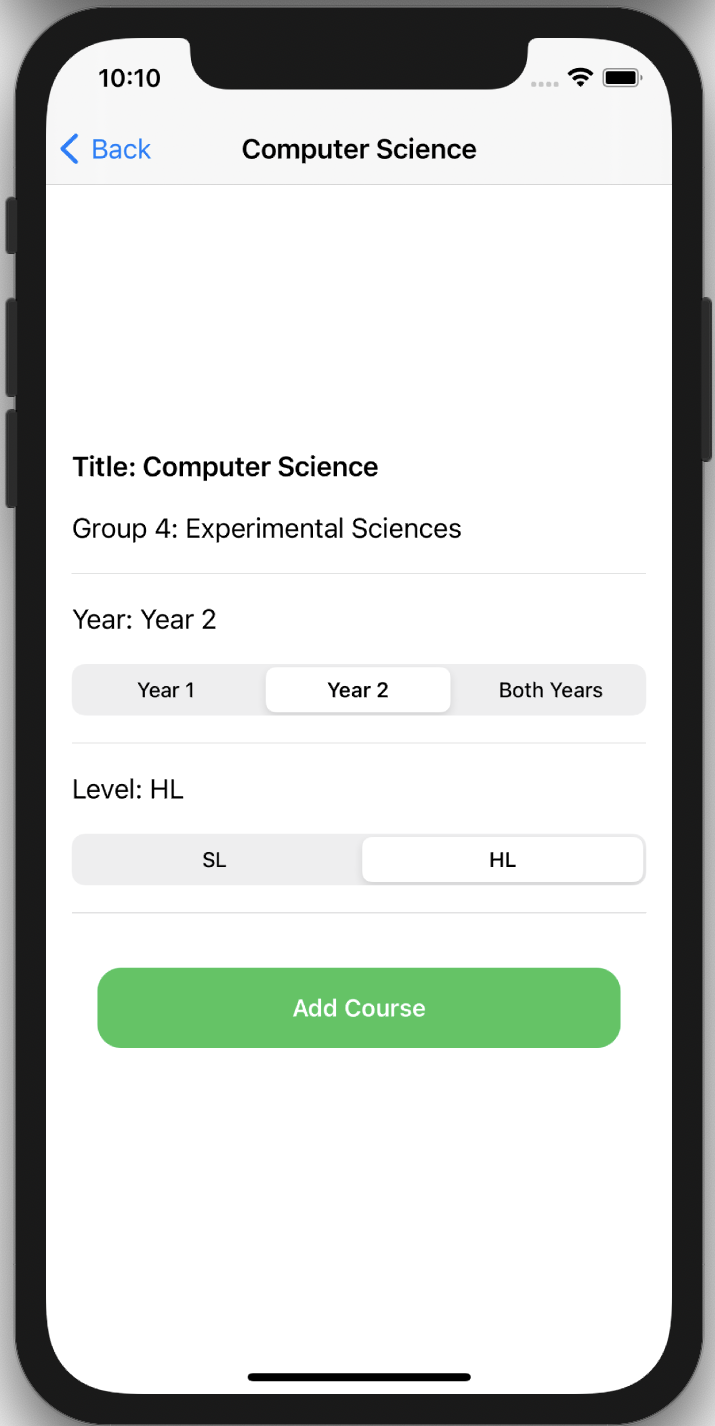 10:10
Back Computer Science
Title: Computer Science
Group 4: Experimental Sciences
Year: Year 2
Year 1 Year 2 Both Years
Level: HL
SL HL
Add Course